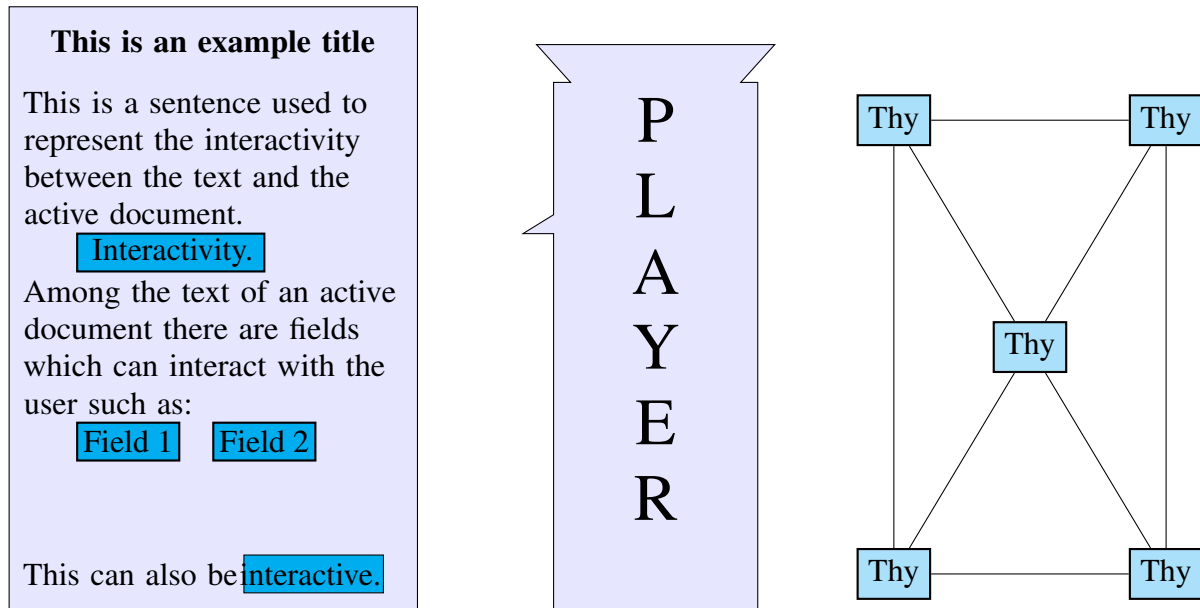 This is an example title
This is a sentence used to
represent the interactivity
between the text and the
active document.
Interactivity.
Among the text of an active
document there are fields
which can interact with the
user such as:
Field 1 Field 2
This can also beinteractive.
P
L
A
Y
E
R
Thy Thy
Thy
Thy Thy